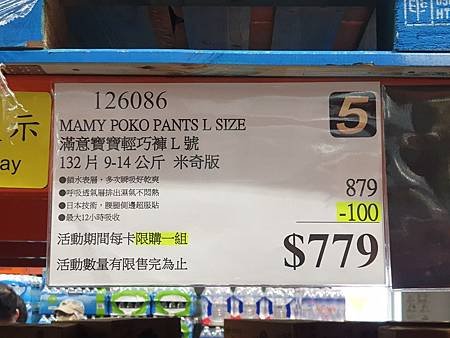 126086
5
MAMY POKO PANTS L SIZE
滿意寶寶輕巧褲 L 號
132 片 9-14 公斤 米奇版
●鎖水表層,多次瞬吸好乾爽
●呼吸透氣層排出濕氣不悶熱
●日本技術,腰腿側邊超服貼
●最大12小時吸收
879
-100
$779
活動期間每卡限購一組
活動數量有限售完為止
示
ay